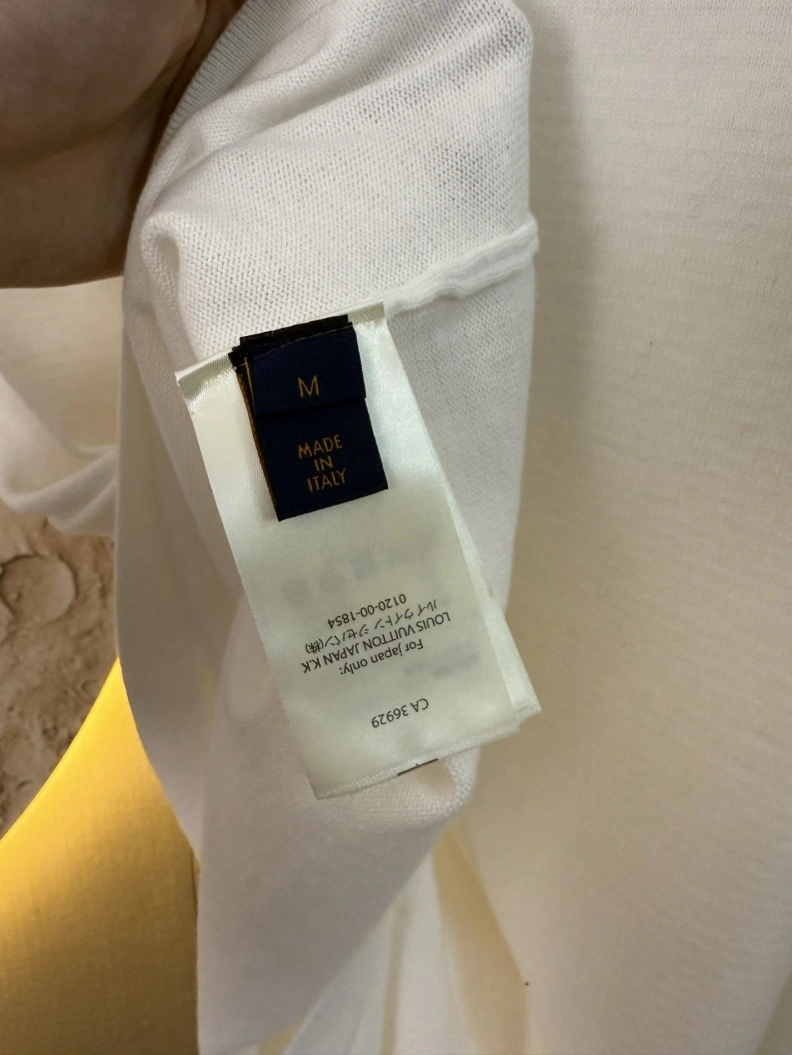 M
MADE
IN
ITALY
CA 36929
For Japan only:
LOUIS VUITTON JAPAN K.K
ルイ ヴィトン ジャパン(株)
0120-00-1854